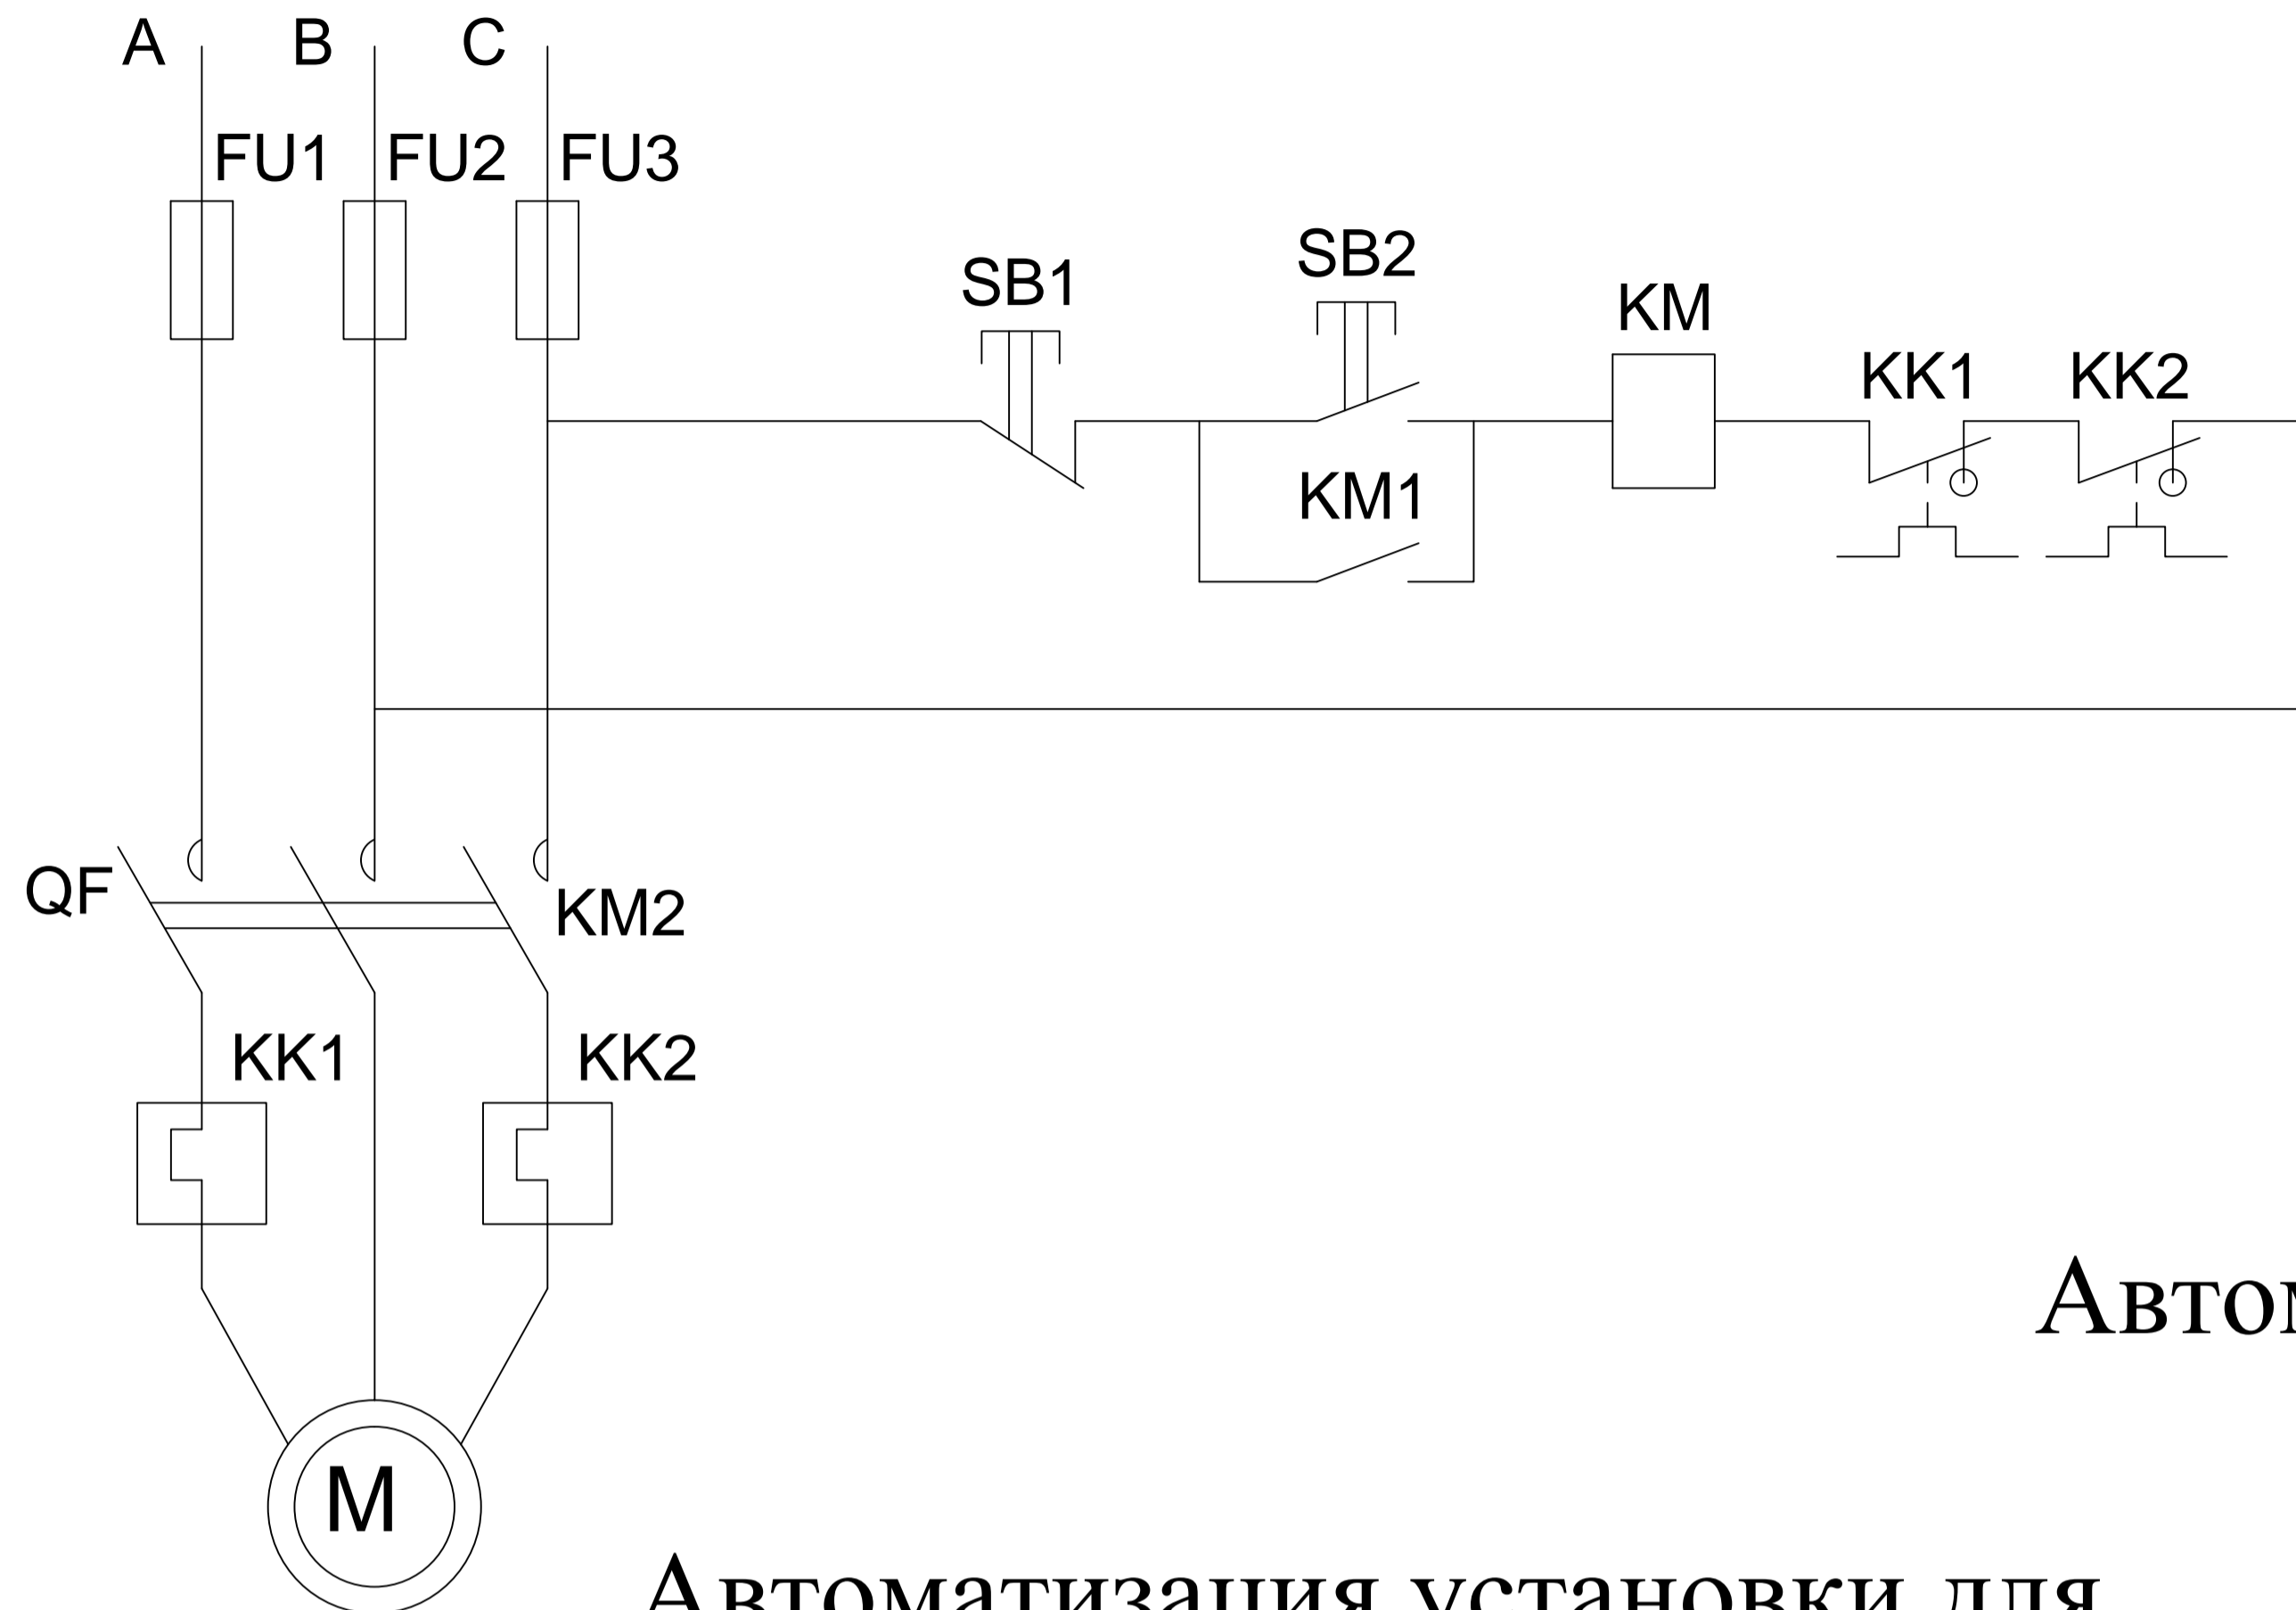 A B C
FU1 FU2 FU3
SB1 SB2 KM KK1 KK2
KM1
QF KM2
KK1 KK2
M
Автоматизация установки для